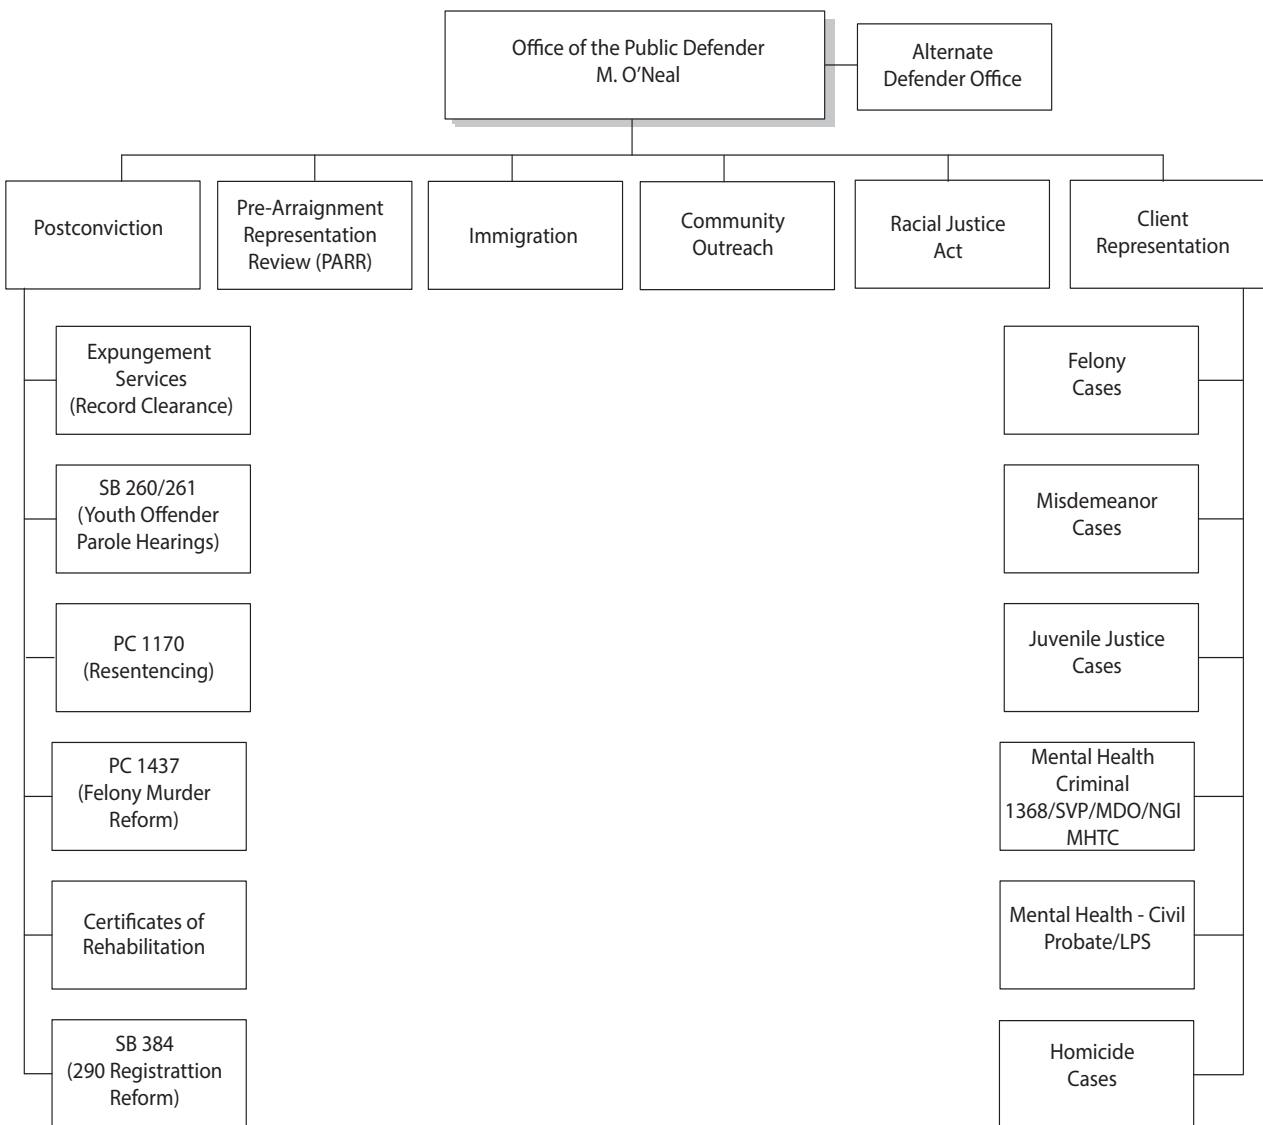 Office of the Public Defender
M. O’Neal
Alternate
Defender Office
Postconviction
Pre-Arraignment
Representation
Review (PARR)
Immigration
Community
Outreach
Racial Justice
Act
Client
Representation
Expungement
Services
(Record Clearance)
SB 260/261
(Youth Offender
Parole Hearings)
PC 1170
(Resentencing)
PC 1437
(Felony Murder
Reform)
Certificates of
Rehabilitation
SB 384
(290 Registrattion
Reform)
Felony
Cases
Misdemeanor
Cases
Juvenile Justice
Cases
Mental Health
Criminal
1368/SVP/MDO/NGI
MHTC
Mental Health - Civil
Probate/LPS
Homicide
Cases